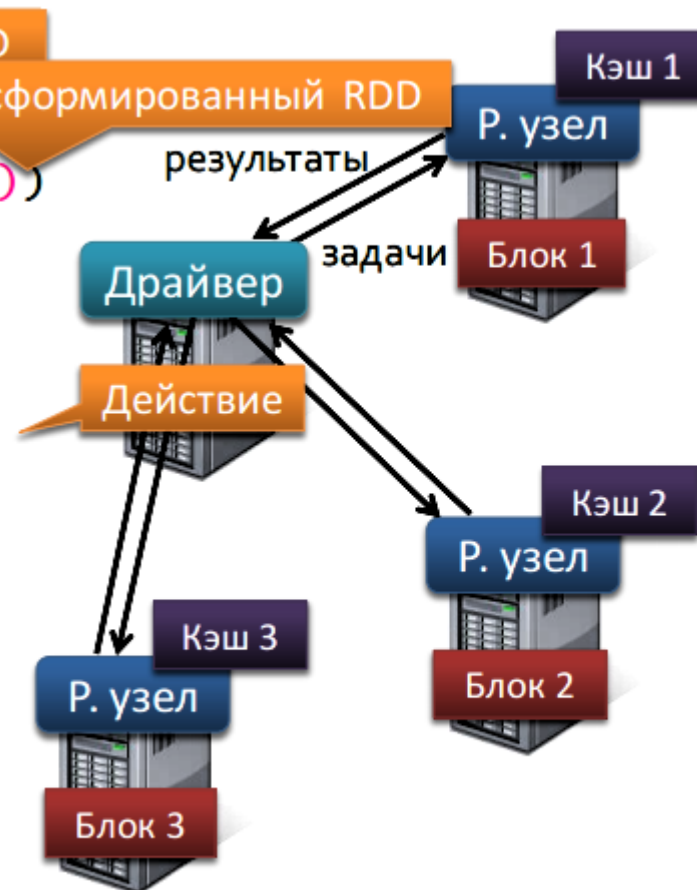 Кэш 1
сформированный RDD
Р. узел
)
результаты
задачи
Блок 1
Драйвер
Действие
Кэш 2
Р. узел
Кэш 3
Блок 2
Р. узел
Блок 3